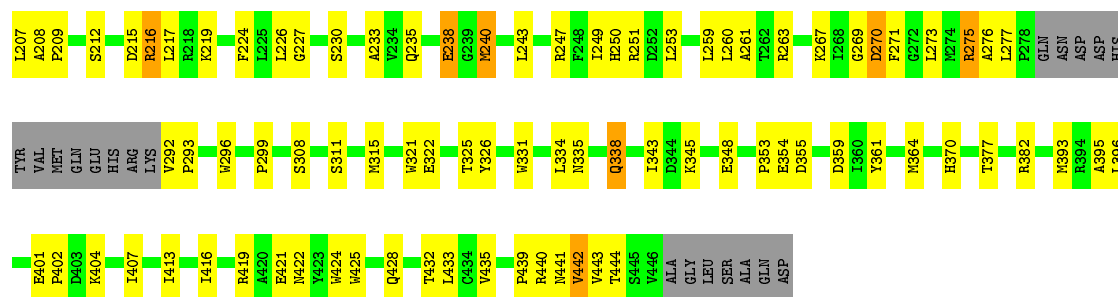 L207 A208 P209 S212 D215 R216 L217 R218 K219 F224 L225 L226 G227 S230 A233 V234 Q235 E238 G239 M240 L243 R247 F248 I249 H250 R251 D252 L253 L259 L260 A261 T262 R263 K267 I268 G269 D270 F271 G272 L273 M274 R275 A276 L277 P278 GLN ASN ASP ASP HIS
TYR VAL MET GLN GLU HIS ARG LYS V292 P293 W296 P299 S308 S311 M315 W321 E322 T325 Y326 W331 L334 N335 Q338 I343 D344 K345 E348 P353 E354 D355 D359 I360 Y361 M364 H370 T377 R382 M393 R394 A395 L396
E401 P402 D403 K404 I407 I413 I416 R419 A420 E421 N422 Y423 W424 W425 Q428 T432 L433 C434 V435 P439 R440 N441 V442 V443 T444 S445 V446 ALA GLY LEU SER ALA GLN ASP